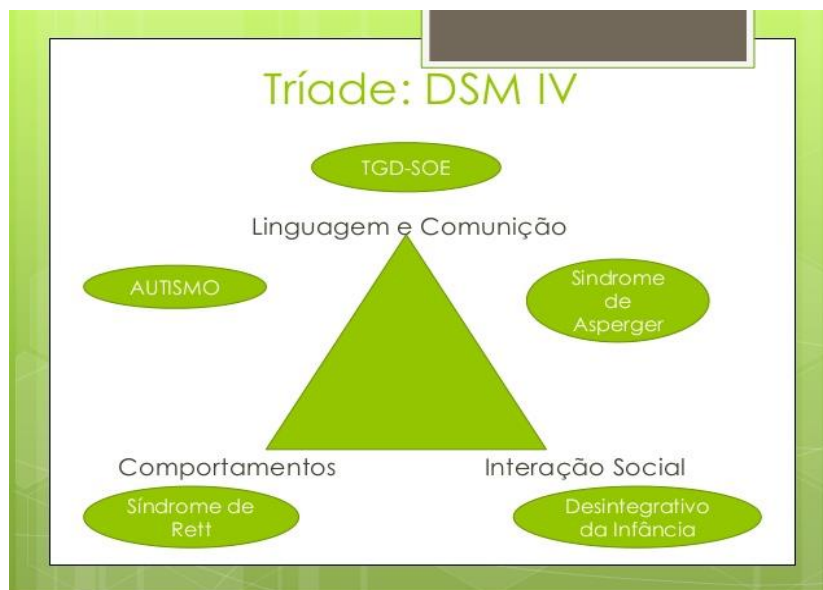 Tríade: DSM IV
TGD-SOE
Linguagem e Comunição
AUTISMO
Sindrome
de
Asperger
Comportamentos
Interação Social
Síndrome de
Rett
Desintegrativo
da Infância